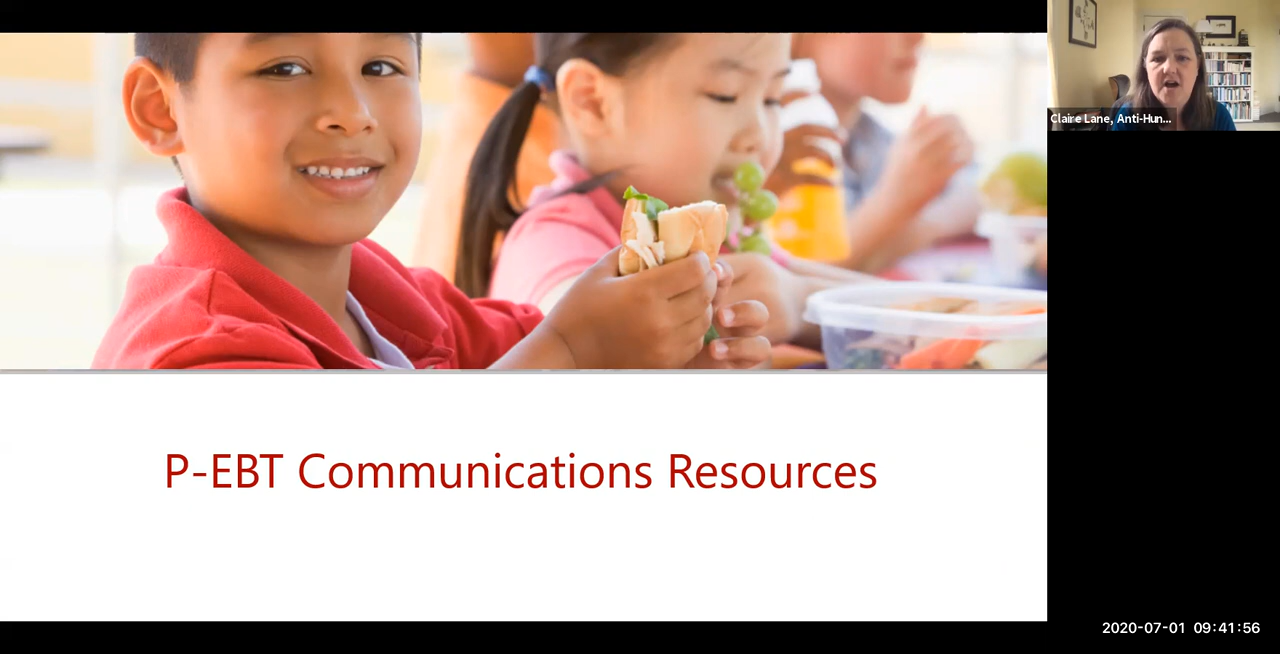 Claire Lane, Anti-Hun...
P-EBT Communications Resources
2020-07-01 09:41:56